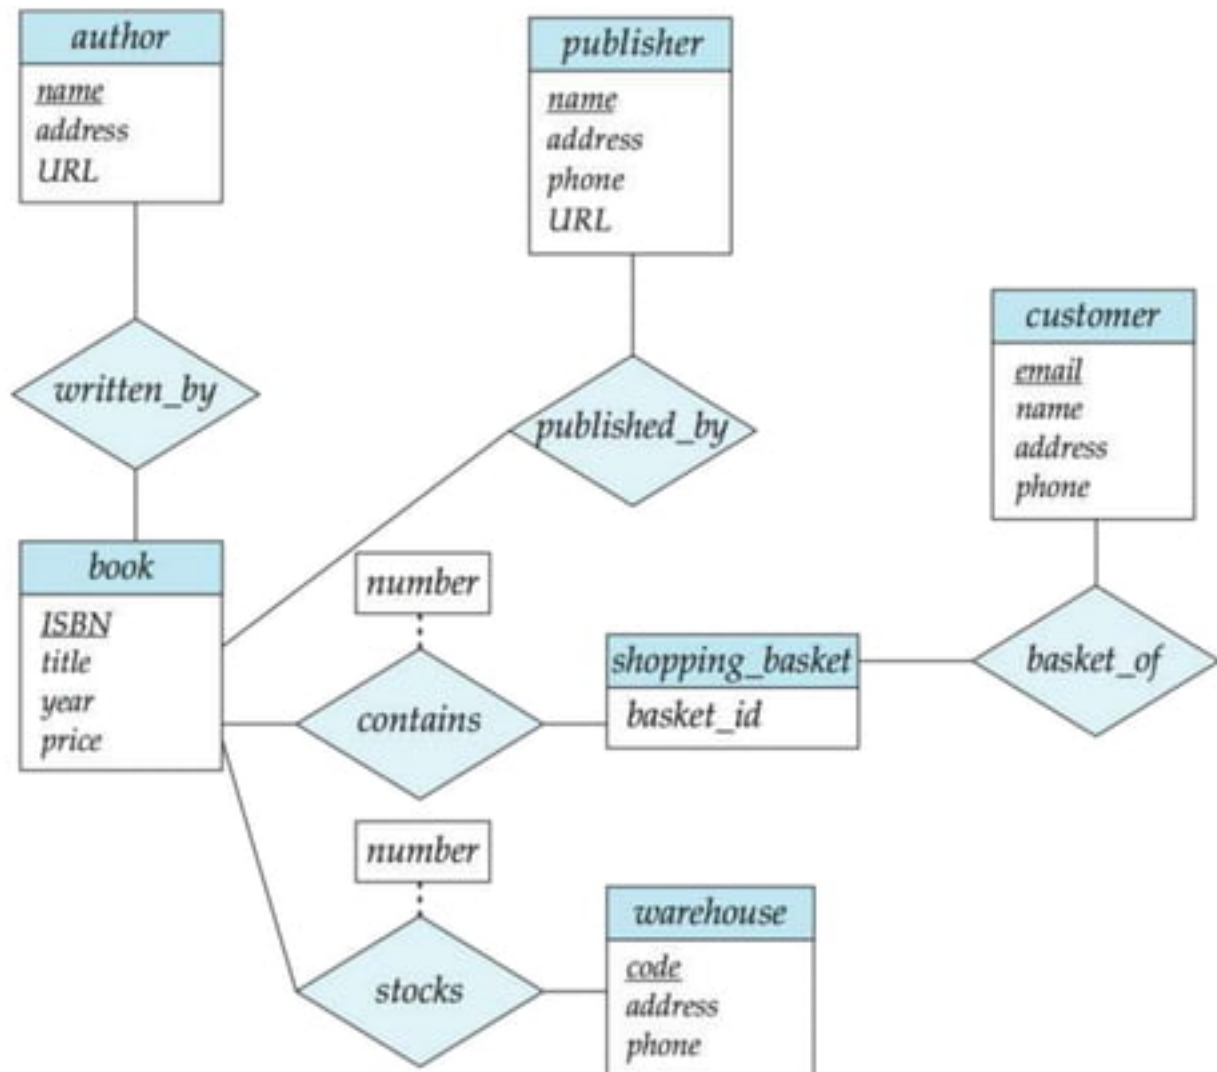 author
name
address
URL
publisher
name
address
phone
URL
customer
email
name
address
phone
written_by
published_by
book
ISBN
title
year
price
number
contains
shopping_basket
basket_id
basket_of
number
stocks
warehouse
code
address
phone